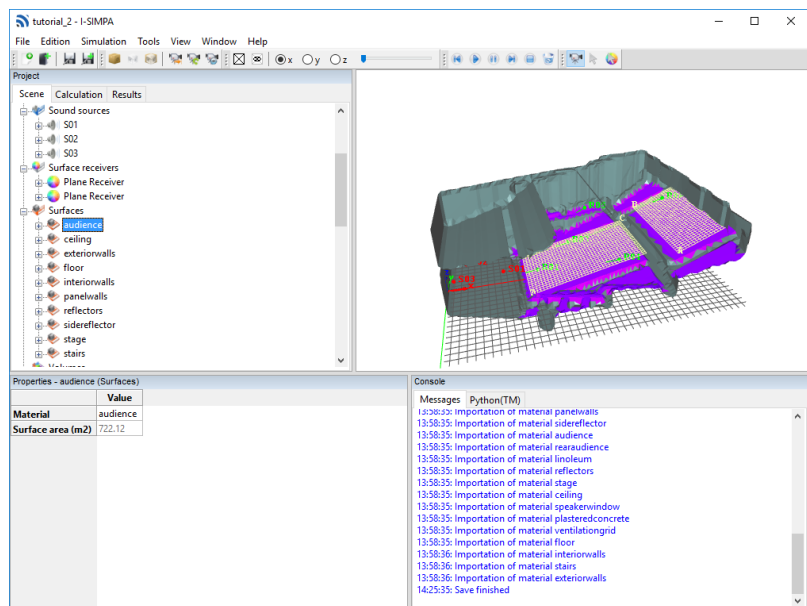 tutorial_2 - I-SIMPA
File Edition Simulation Tools View Window Help
x y z
Project
Scene Calculation Results
Sound sources
S01
S02
S03
Surface receivers
Plane Receiver
Plane Receiver
Surfaces
audience
ceiling
exteriorwalls
floor
interiorwalls
panelwalls
reflectors
sidereflector
stage
stairs
Volumes
Properties - audience (Surfaces)
Value
Material audience
Surface area (m2) 722.12
Console
Messages Python(TM)
13:58:35: Importation of material panelwalls
13:58:35: Importation of material sidereflector
13:58:35: Importation of material audience
13:58:35: Importation of material rearaudience
13:58:35: Importation of material linoleum
13:58:35: Importation of material reflectors
13:58:35: Importation of material stage
13:58:35: Importation of material ceiling
13:58:35: Importation of material speakerwindow
13:58:35: Importation of material plasteredconcrete
13:58:35: Importation of material ventilationgrid
13:58:35: Importation of material floor
13:58:36: Importation of material interiorwalls
13:58:36: Importation of material stairs
13:58:36: Importation of material exteriorwalls
14:25:35: Save finished